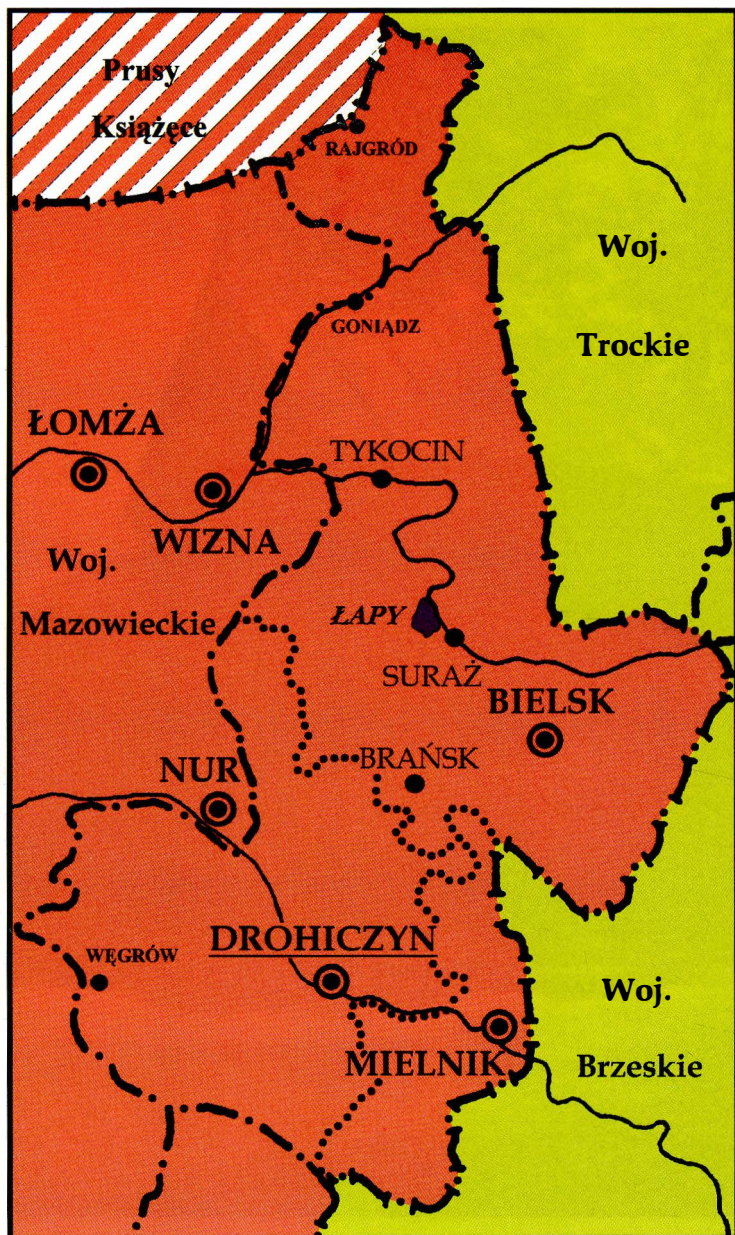 Prusy
Książęce
RAJGRÓD
Woj.
Trockie
GONIĄDZ
ŁOMŻA
TYKOCIN
WIZNA
Woj.
Mazowieckie
ŁAPY
SURAŻ
BIELSK
BRAŃSK
NUR
DROHICZYN
WĘGRÓW
Woj.
Brzeskie
MIELNIK